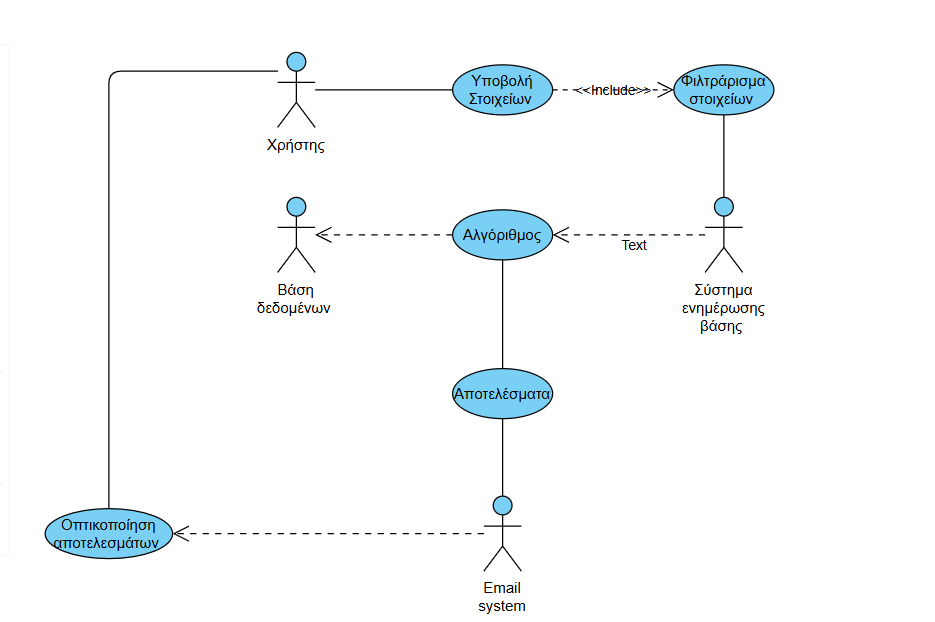 Υποβολή
Στοιχείων
<<Include>>
Φιλτράρισμα
στοιχείων
Χρήστης
Αλγόριθμος
Text
Βάση
δεδομένων
Σύστημα
ενημέρωσης
βάσης
Αποτελέσματα
Οπτικοποίηση
αποτελεσμάτων
Email
system